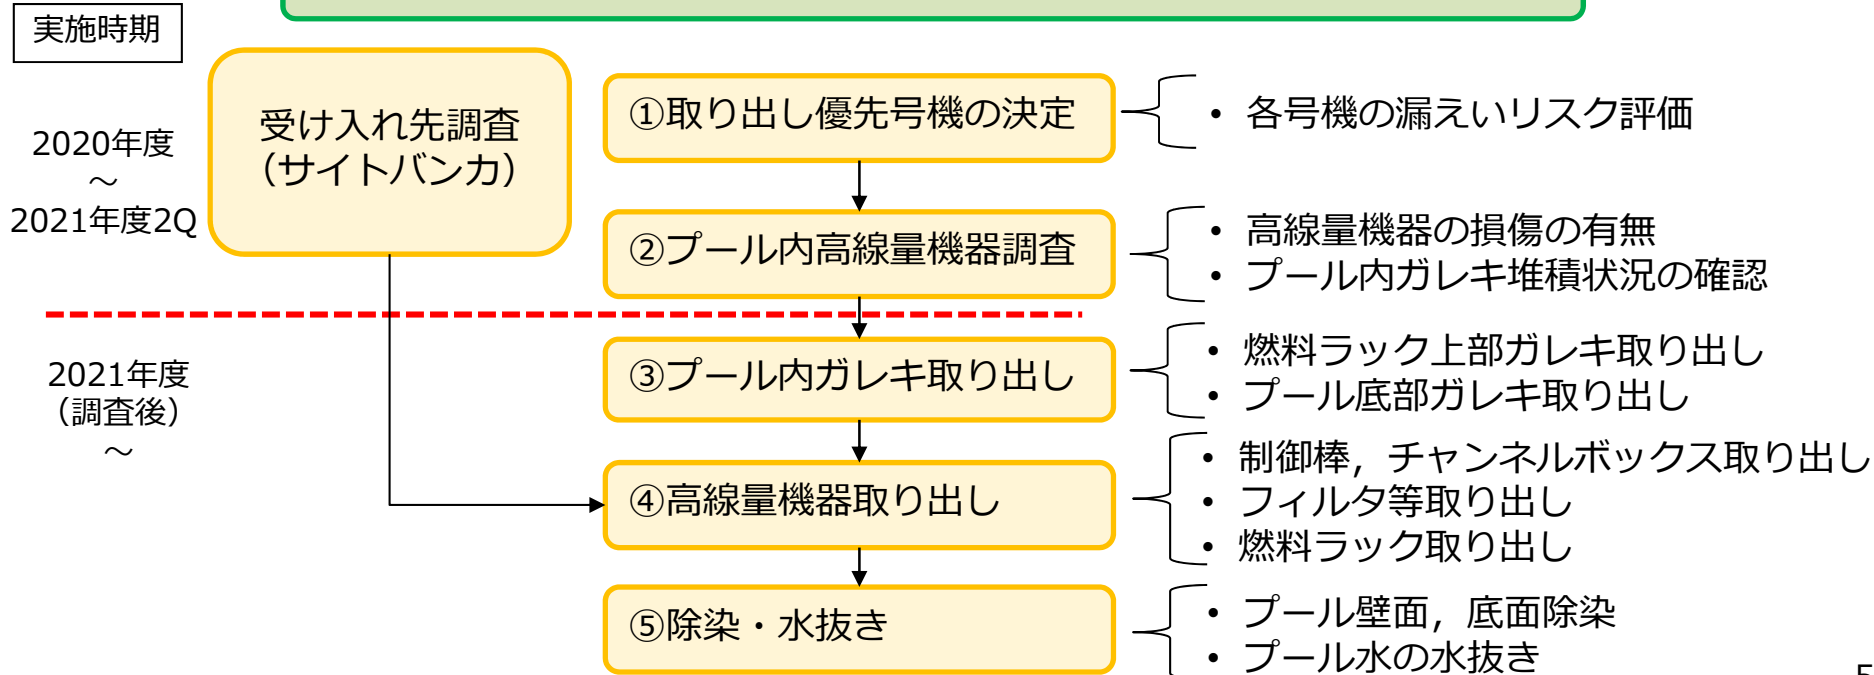 実施時期
2020年度
～
2021年度2Q
受け入れ先調査
（サイトバンカ）
①取り出し優先号機の決定
• 各号機の漏えいリスク評価
②プール内高線量機器調査
• 高線量機器の損傷の有無
• プール内ガレキ堆積状況の確認
2021年度
（調査後）
～
③プール内ガレキ取り出し
• 燃料ラック上部ガレキ取り出し
• プール底部ガレキ取り出し
④高線量機器取り出し
• 制御棒，チャンネルボックス取り出し
• フィルタ等取り出し
• 燃料ラック取り出し
⑤除染・水抜き
• プール壁面，底面除染
• プール水の水抜き